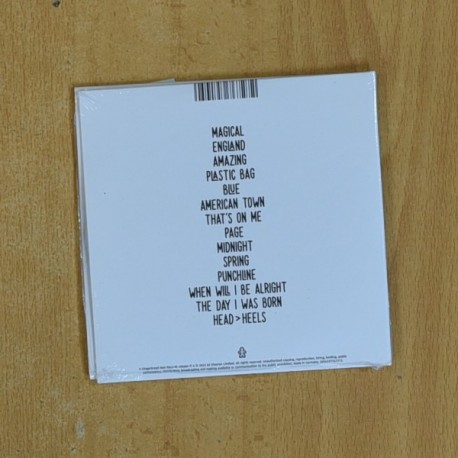 MAGICAL
ENGLAND
AMAZING
PLASTIC BAG
BLUE
AMERICAN TOWN
THAT'S ON ME
PAGE
MIDNIGHT
SPRING
PUNCHLINE
WHEN WILL I BE ALRIGHT
THE DAY I WAS BORN
HEAD > HEELS